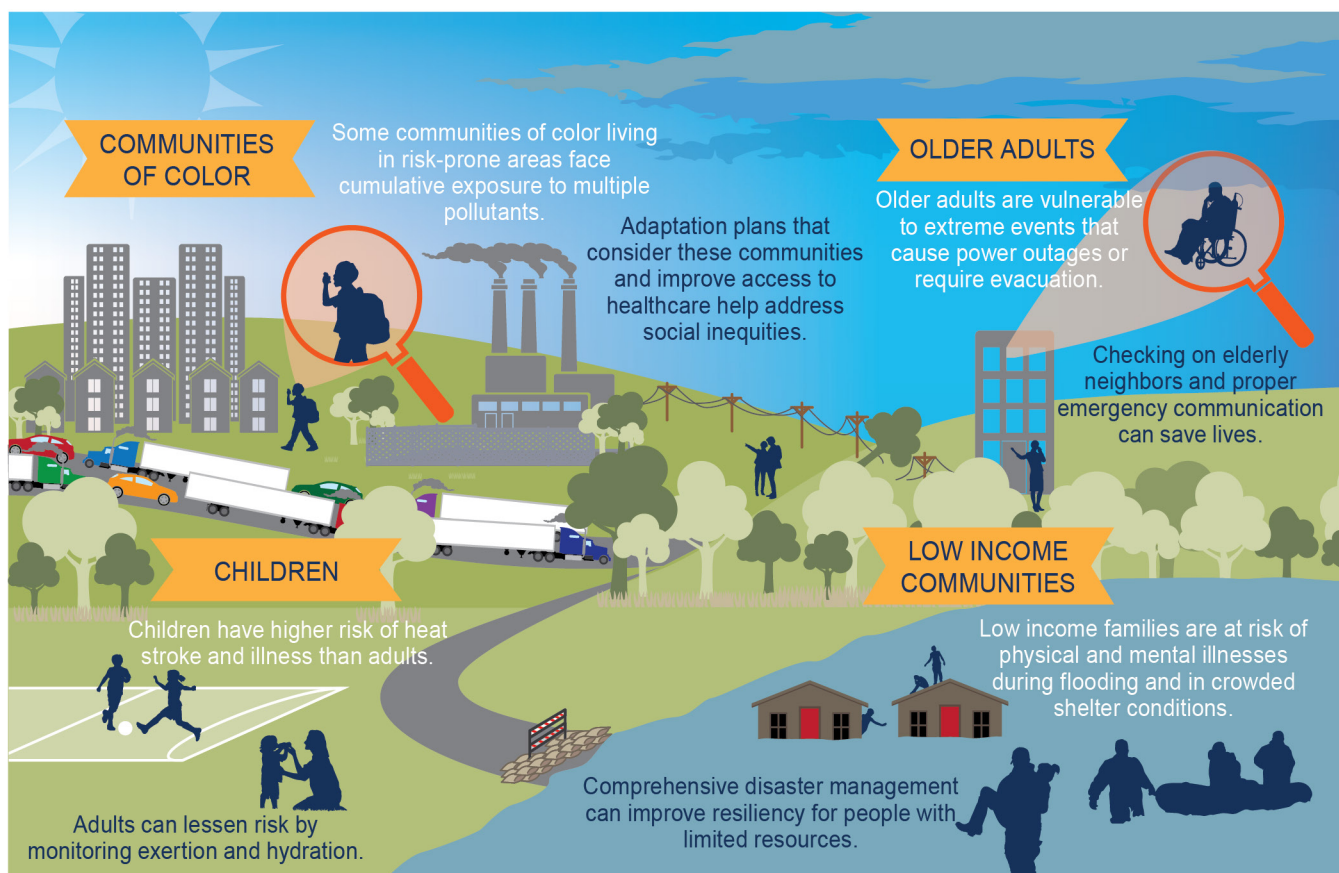 COMMUNITIES
OF COLOR
Some communities of color living
in risk-prone areas face
cumulative exposure to multiple
pollutants.
Adaptation plans that
consider these communities
and improve access to
healthcare help address
social inequities.
OLDER ADULTS
Older adults are vulnerable
to extreme events that
cause power outages or
require evacuation.
Checking on elderly
neighbors and proper
emergency communication
can save lives.
CHILDREN
Children have higher risk of heat
stroke and illness than adults.
Adults can lessen risk by
monitoring exertion and hydration.
LOW INCOME
COMMUNITIES
Low income families are at risk of
physical and mental illnesses
during flooding and in crowded
shelter conditions.
Comprehensive disaster management
can improve resiliency for people with
limited resources.